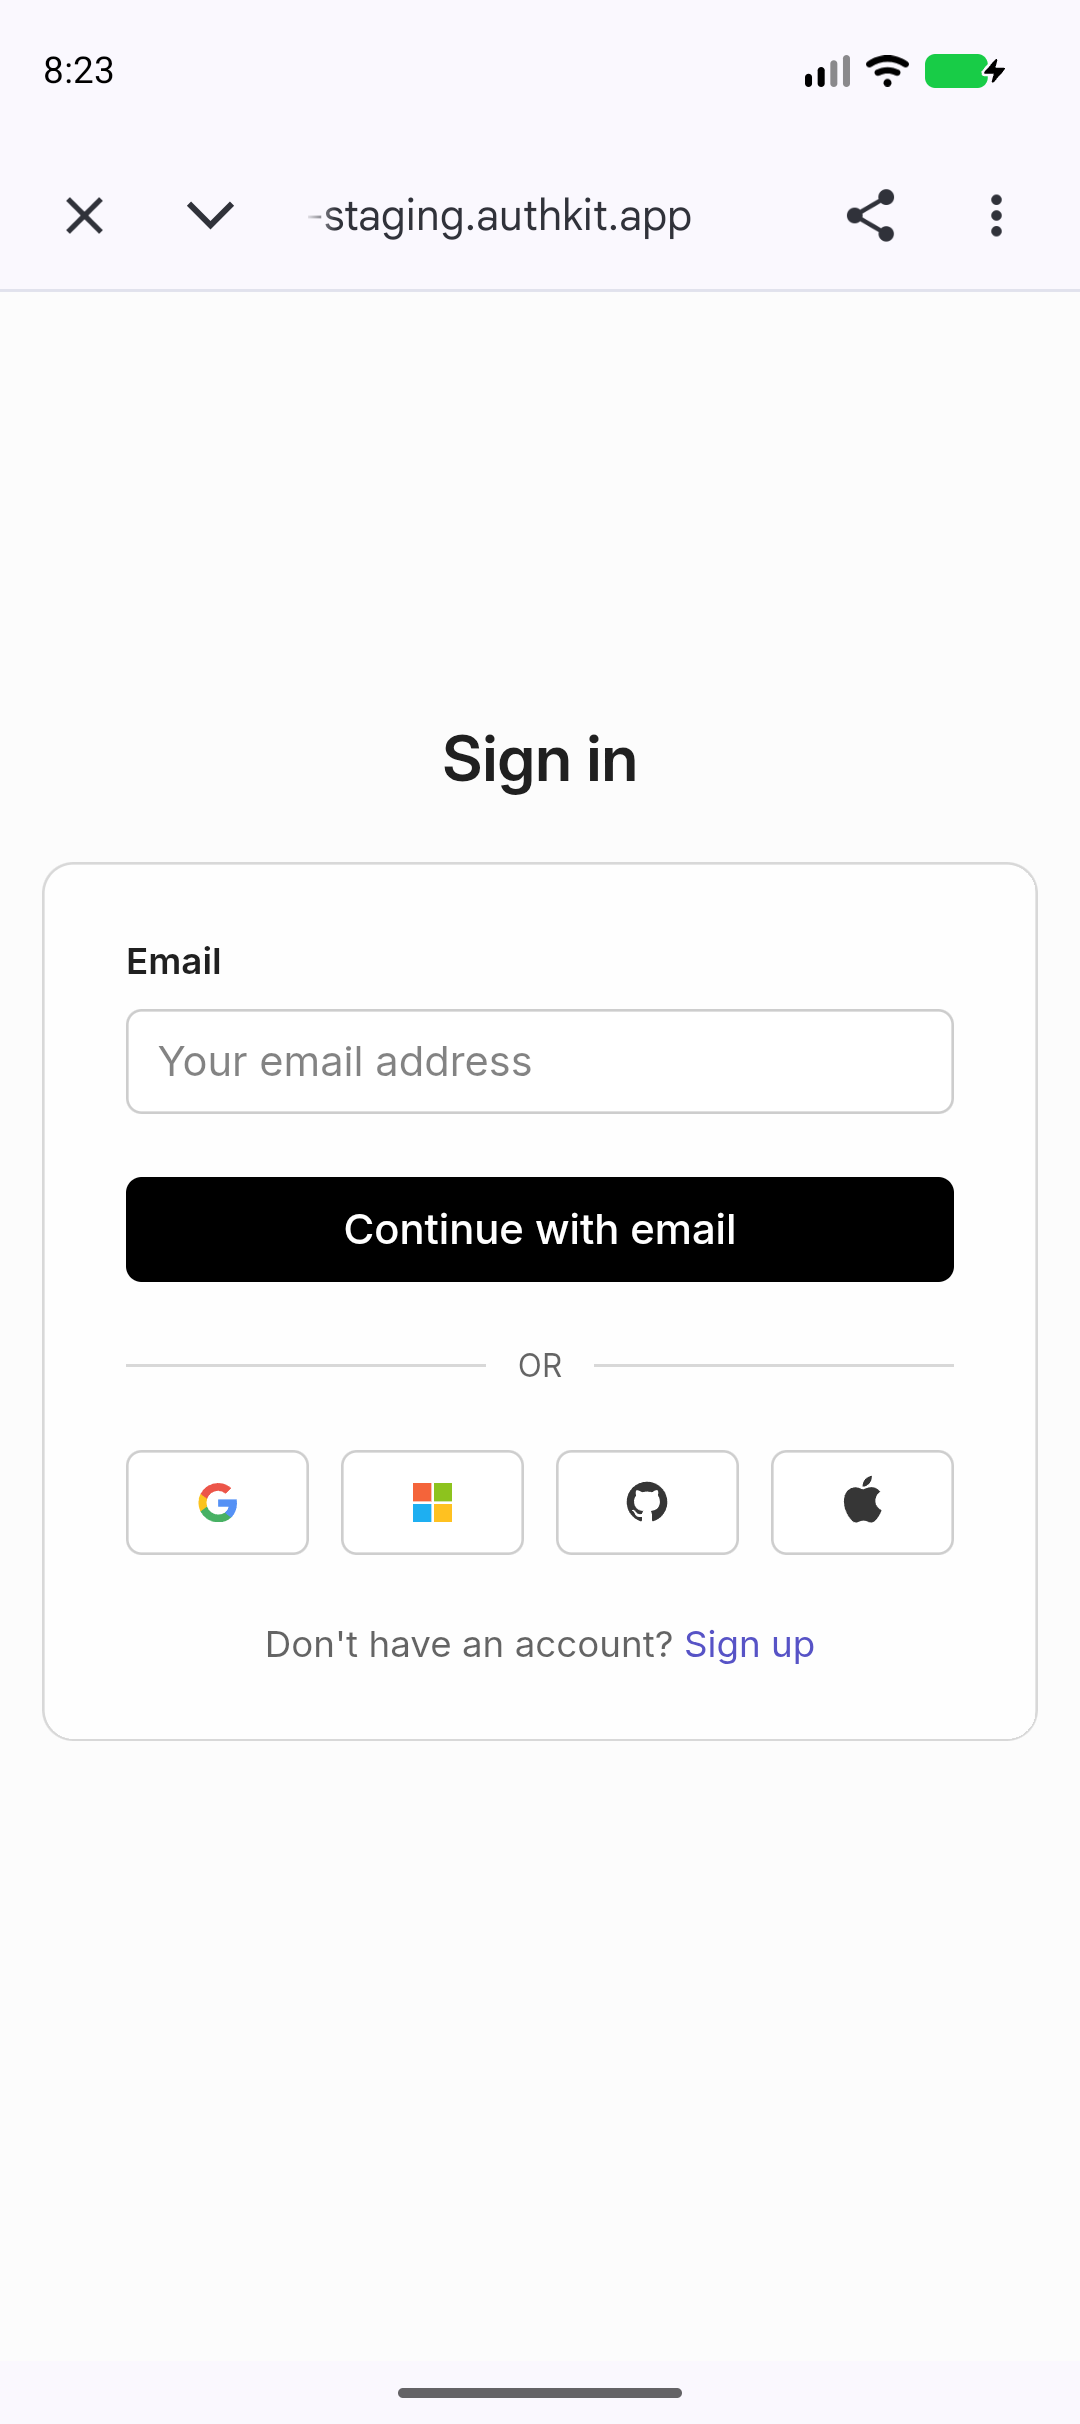 8:23
-staging.authkit.app
Sign in
Email
Your email address
Continue with email
OR
Don't have an account? Sign up